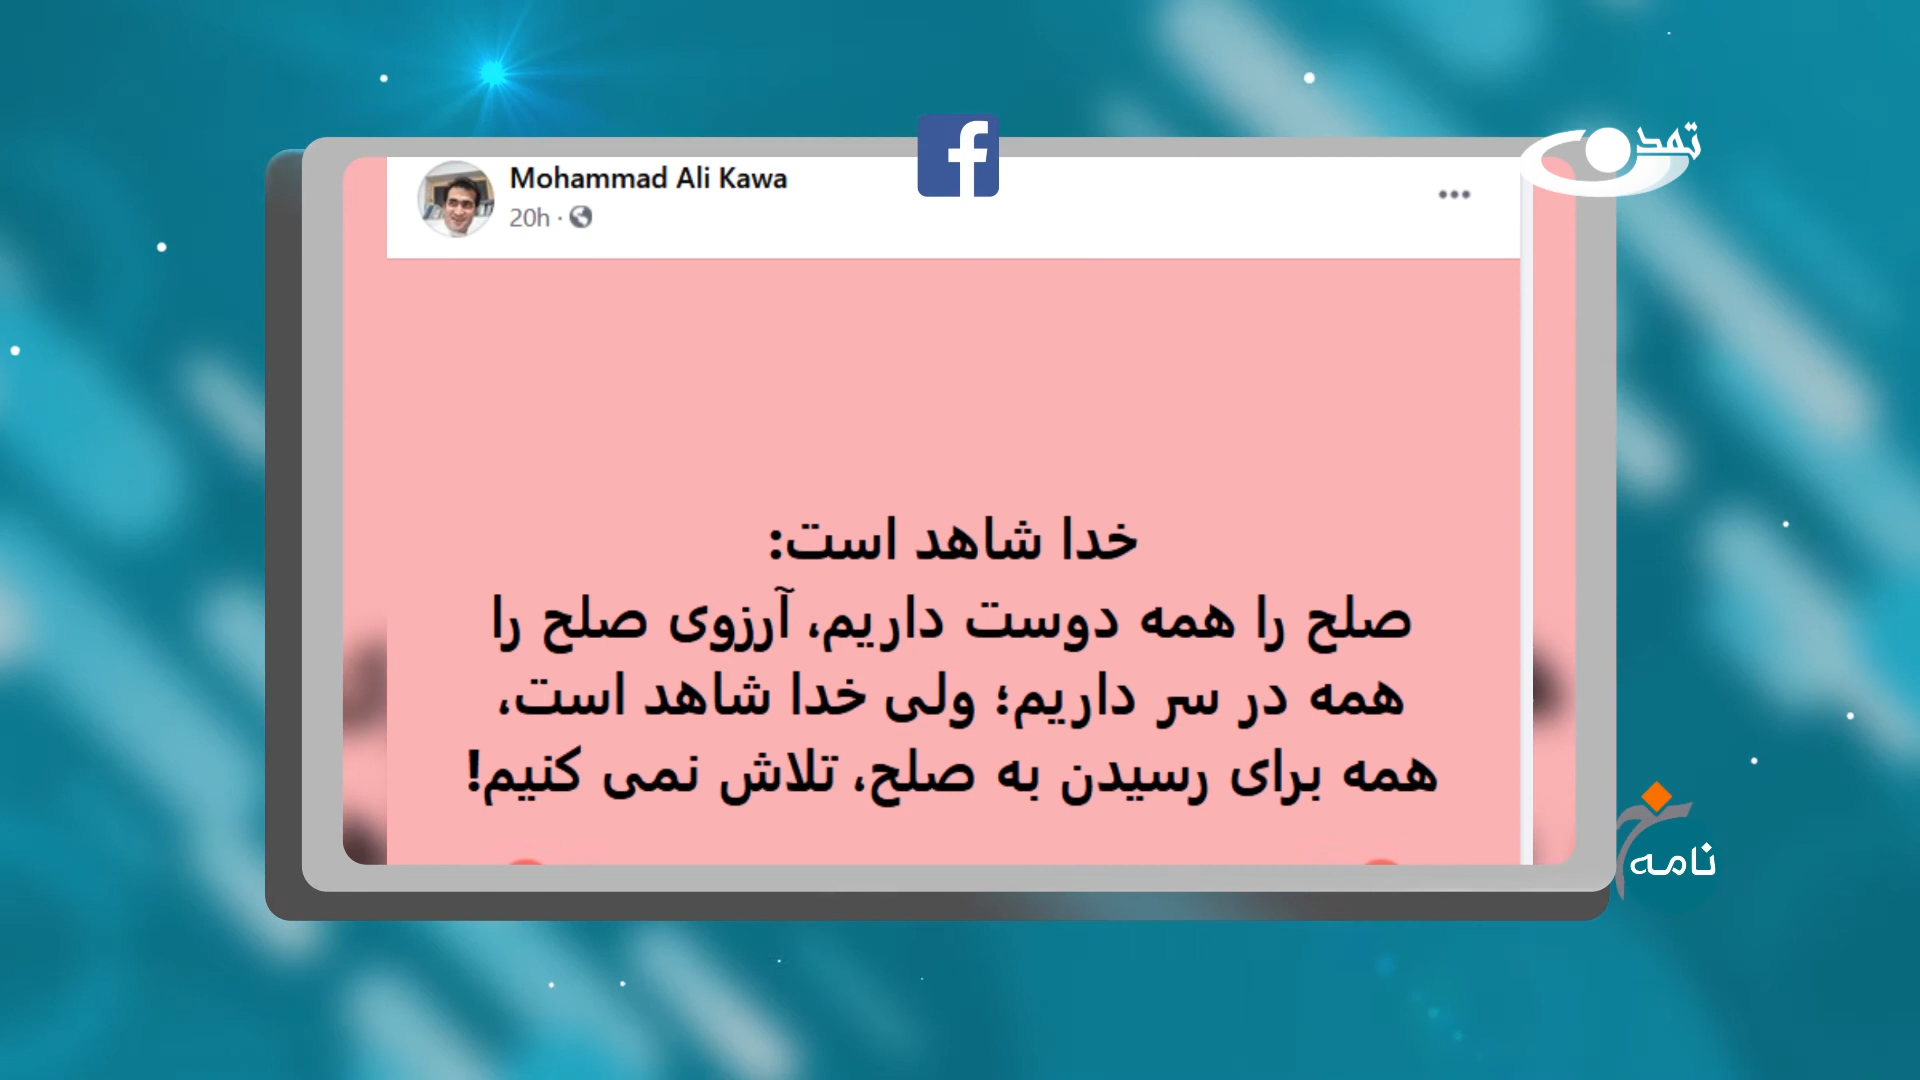 تمدن
Mohammad Ali Kawa
20h ·
خدا شاهد است:
صلح را همه دوست داریم، آرزوی صلح را
همه در سر داریم؛ ولی خدا شاهد است،
همه برای رسیدن به صلح، تلاش نمی کنیم!
نامه